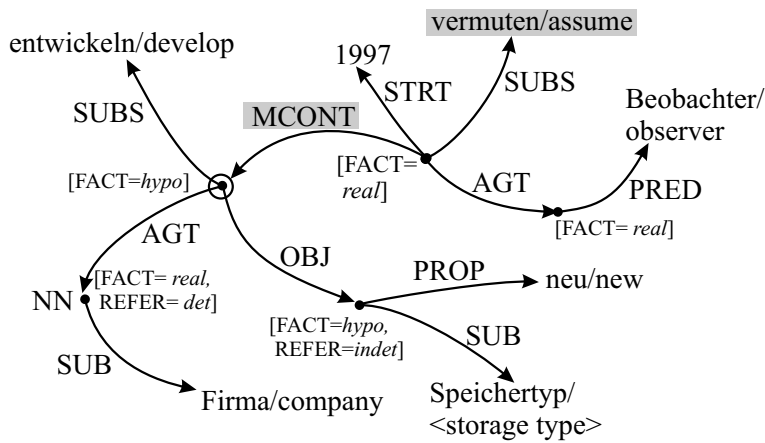 vermuten/assume
entwickeln/develop
1997
STRT
SUBS
Beobachter/
observer
SUBS
MCONT
[FACT=
real]
AGT
PRED
[FACT=hypo]
[FACT= real]
AGT
OBJ
PROP
neu/new
NN
[FACT= real,
REFER= det]
[FACT=hypo,
REFER=indet]
SUB
SUB
Firma/company
Speichertyp/
<storage type>